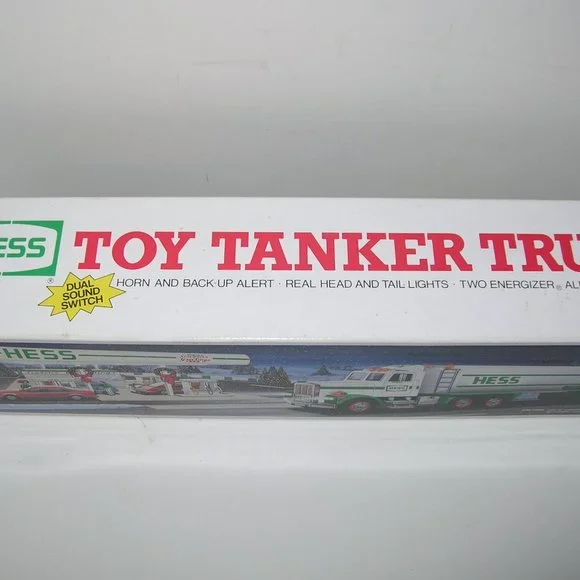 ESS TOY TANKER TRU
®
DUAL
SOUND
SWITCH
HORN AND BACK-UP ALERT · REAL HEAD AND TAIL LIGHTS · TWO ENERGIZER® AL
HESS
HESS